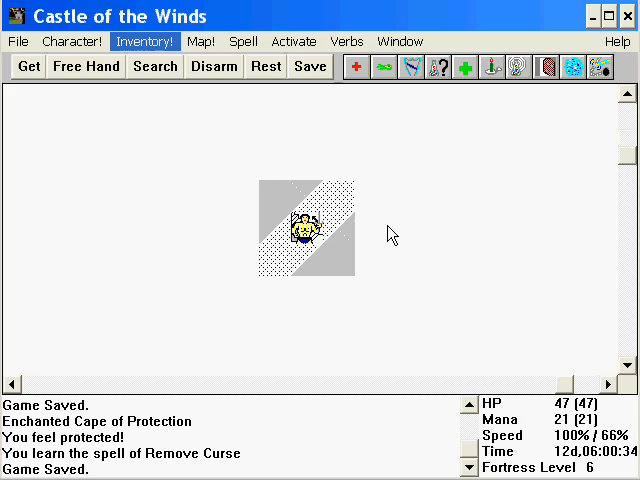 Castle of the Winds
File Character! Inventory! Map! Spell Activate Verbs Window Help
Get Free Hand Search Disarm Rest Save
Game Saved.
Enchanted Cape of Protection
You feel protected!
You learn the spell of Remove Curse
Game Saved.
HP 47 (47)
Mana 21 (21)
Speed 100% / 66%
Time 12d,06:00:34
Fortress Level 6